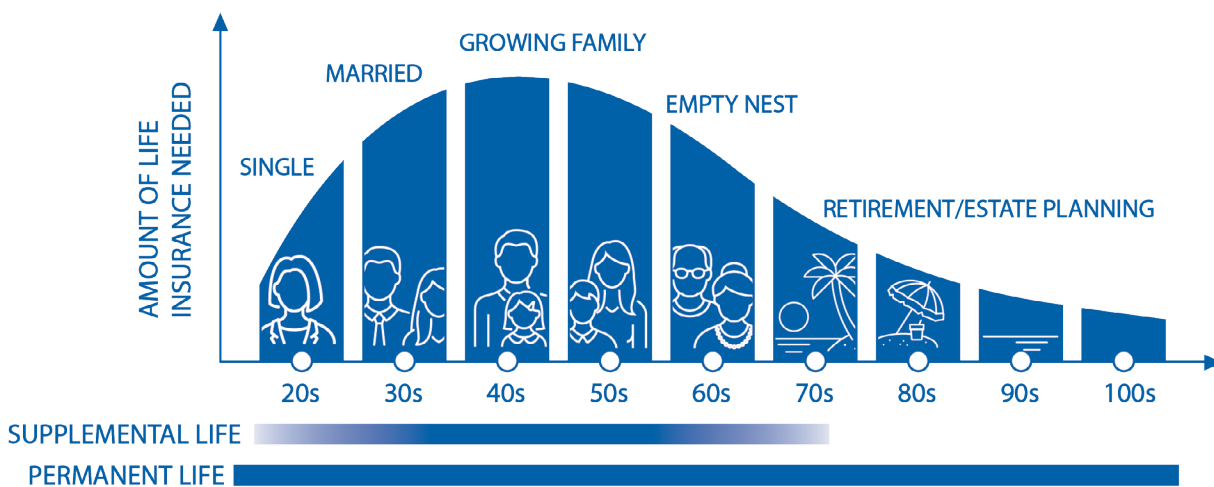 GROWING FAMILY
MARRIED
EMPTY NEST
SINGLE
RETIREMENT/ESTATE PLANNING
AMOUNT OF LIFE
INSURANCE NEEDED
20s 30s 40s 50s 60s 70s 80s 90s 100s
SUPPLEMENTAL LIFE
PERMANENT LIFE